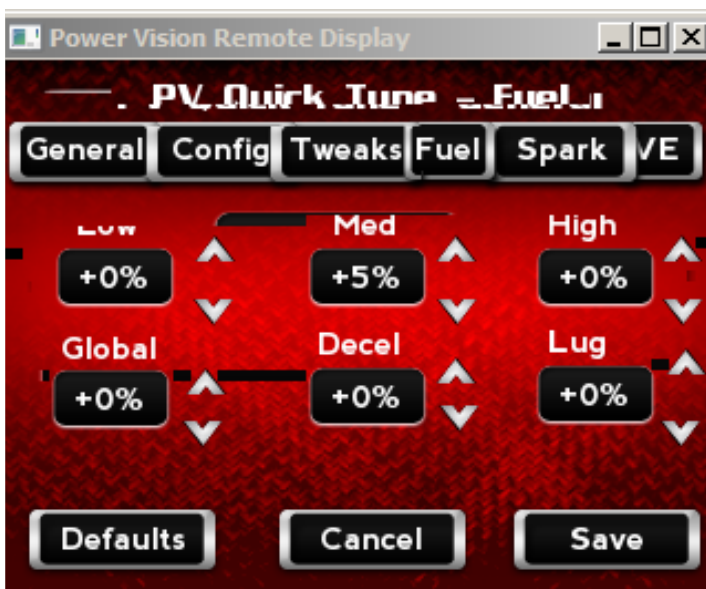 Power Vision Remote Display
PV Quick Tune - Fuel
General Config Tweaks Fuel Spark VE
Low Med High
+0% +5% +0%
Global Decel Lug
+0% +0% +0%
Defaults Cancel Save